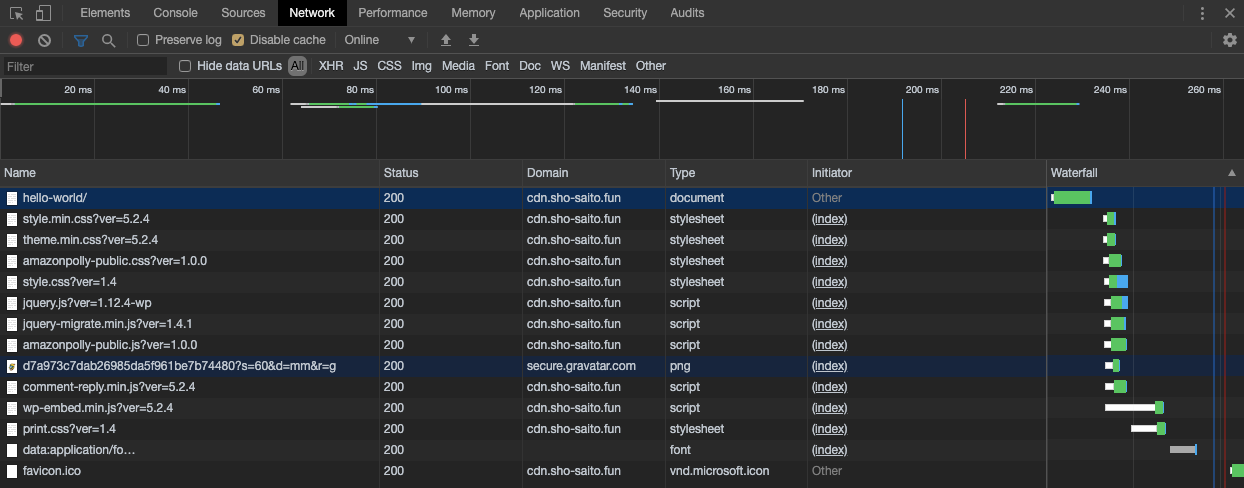 Elements Console Sources Network Performance Memory Application Security Audits
Preserve log Disable cache Online
Filter Hide data URLs All XHR JS CSS Img Media Font Doc WS Manifest Other
20 ms 40 ms 60 ms 80 ms 100 ms 120 ms 140 ms 160 ms 180 ms 200 ms 220 ms 240 ms 260 ms
Name Status Domain Type Initiator Waterfall
hello-world/ 200 cdn.sho-saito.fun document Other
style.min.css?ver=5.2.4 200 cdn.sho-saito.fun stylesheet (index)
theme.min.css?ver=5.2.4 200 cdn.sho-saito.fun stylesheet (index)
amazonpolly-public.css?ver=1.0.0 200 cdn.sho-saito.fun stylesheet (index)
style.css?ver=1.4 200 cdn.sho-saito.fun stylesheet (index)
jquery.js?ver=1.12.4-wp 200 cdn.sho-saito.fun script (index)
jquery-migrate.min.js?ver=1.4.1 200 cdn.sho-saito.fun script (index)
amazonpolly-public.js?ver=1.0.0 200 cdn.sho-saito.fun script (index)
d7a973c7dab26985da5f961be7b74480?s=60&d=mm&r=g 200 secure.gravatar.com png (index)
comment-reply.min.js?ver=5.2.4 200 cdn.sho-saito.fun script (index)
wp-embed.min.js?ver=5.2.4 200 cdn.sho-saito.fun script (index)
print.css?ver=1.4 200 cdn.sho-saito.fun stylesheet (index)
data:application/fo… 200 font (index)
favicon.ico 200 cdn.sho-saito.fun vnd.microsoft.icon Other